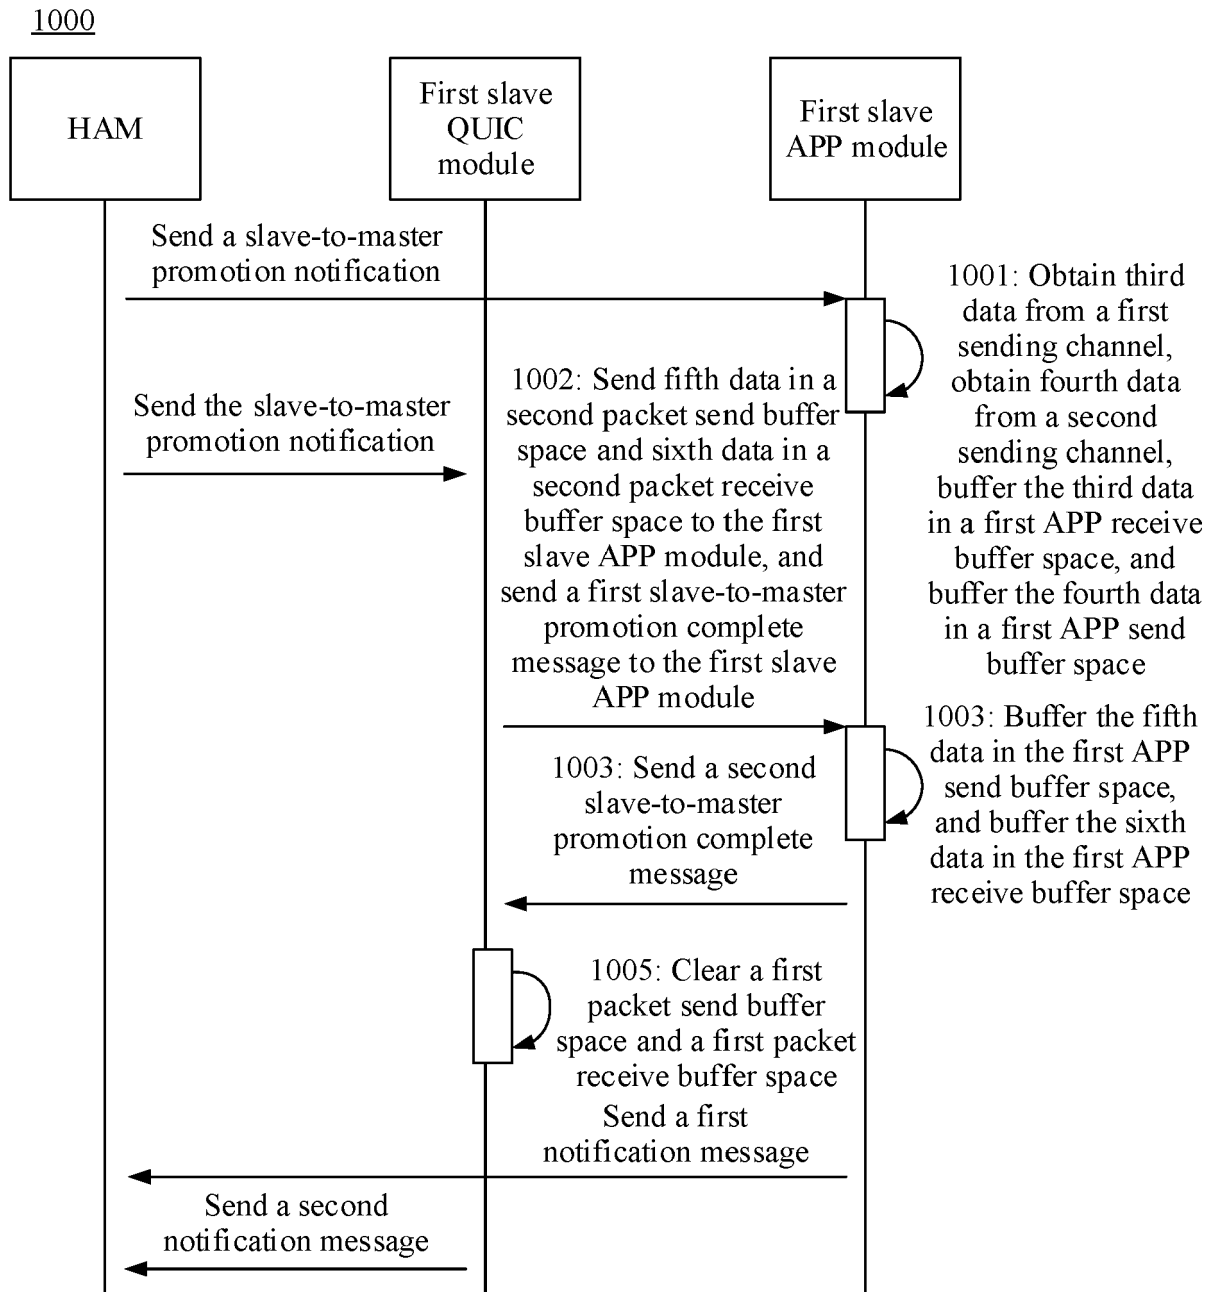 1000
HAM
First slave
QUIC
module
First slave
APP module
Send a slave-to-master
promotion notification
1001: Obtain third
data from a first
sending channel,
obtain fourth data
from a second
sending channel,
buffer the third data
in a first APP receive
buffer space, and
buffer the fourth data
in a first APP send
buffer space
Send the slave-to-master
promotion notification
1002: Send fifth data in a
second packet send buffer
space and sixth data in a
second packet receive
buffer space to the first
slave APP module, and
send a first slave-to-master
promotion complete
message to the first slave
APP module
1003: Buffer the fifth
data in the first APP
send buffer space,
and buffer the sixth
data in the first APP
receive buffer space
1003: Send a second
slave-to-master
promotion complete
message
1005: Clear a first
packet send buffer
space and a first packet
receive buffer space
Send a first
notification message
Send a second
notification message